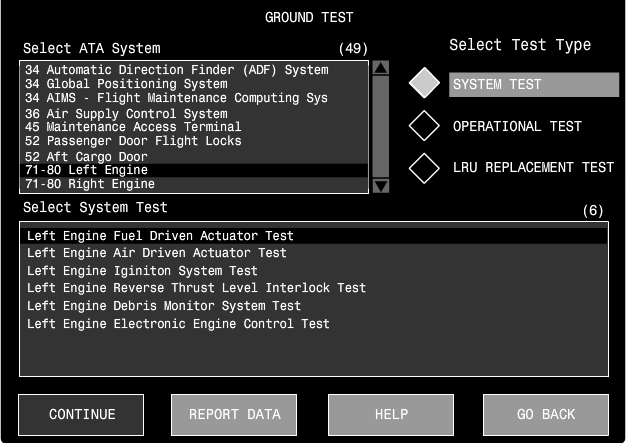 GROUND TEST
Select ATA System (49)
34 Automatic Direction Finder (ADF) System
34 Global Positioning System
34 AIMS - Flight Maintenance Computing Sys
36 Air Supply Control System
45 Maintenance Access Terminal
52 Passenger Door Flight Locks
52 Aft Cargo Door
71-80 Left Engine
71-80 Right Engine
Select Test Type
SYSTEM TEST
OPERATIONAL TEST
LRU REPLACEMENT TEST
Select System Test (6)
Left Engine Fuel Driven Actuator Test
Left Engine Air Driven Actuator Test
Left Engine Iginiton System Test
Left Engine Reverse Thrust Level Interlock Test
Left Engine Debris Monitor System Test
Left Engine Electronic Engine Control Test
CONTINUE
REPORT DATA
HELP
GO BACK